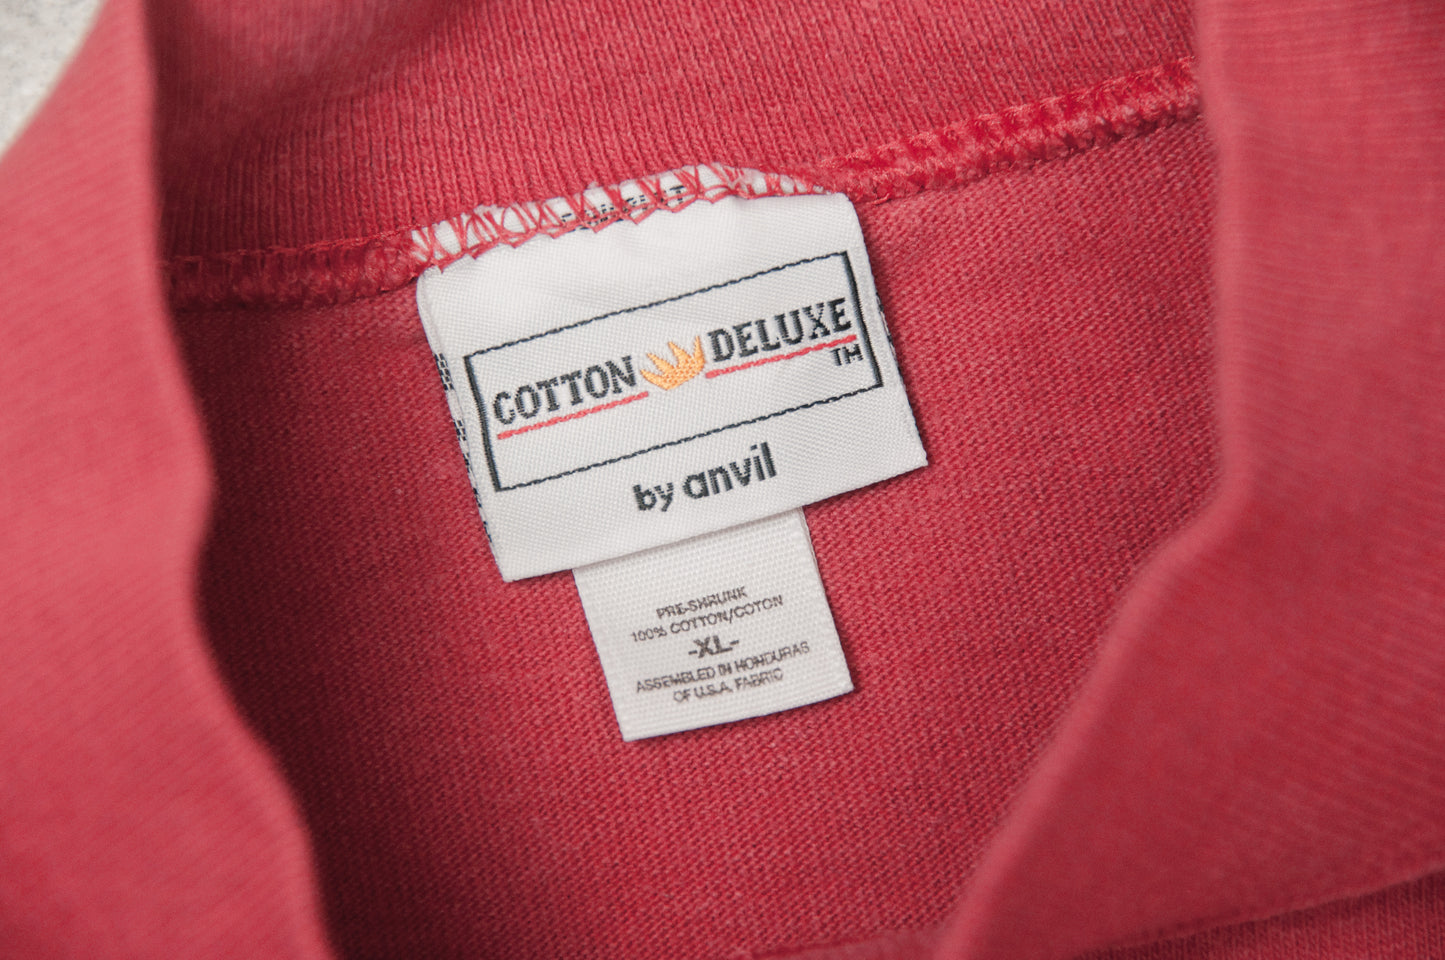 COTTON DELUXE
TM
by anvil
PRE-SHRUNK
100% COTTON/COTON
-XL-
ASSEMBLED IN HONDURAS
OF U.S.A. FABRIC